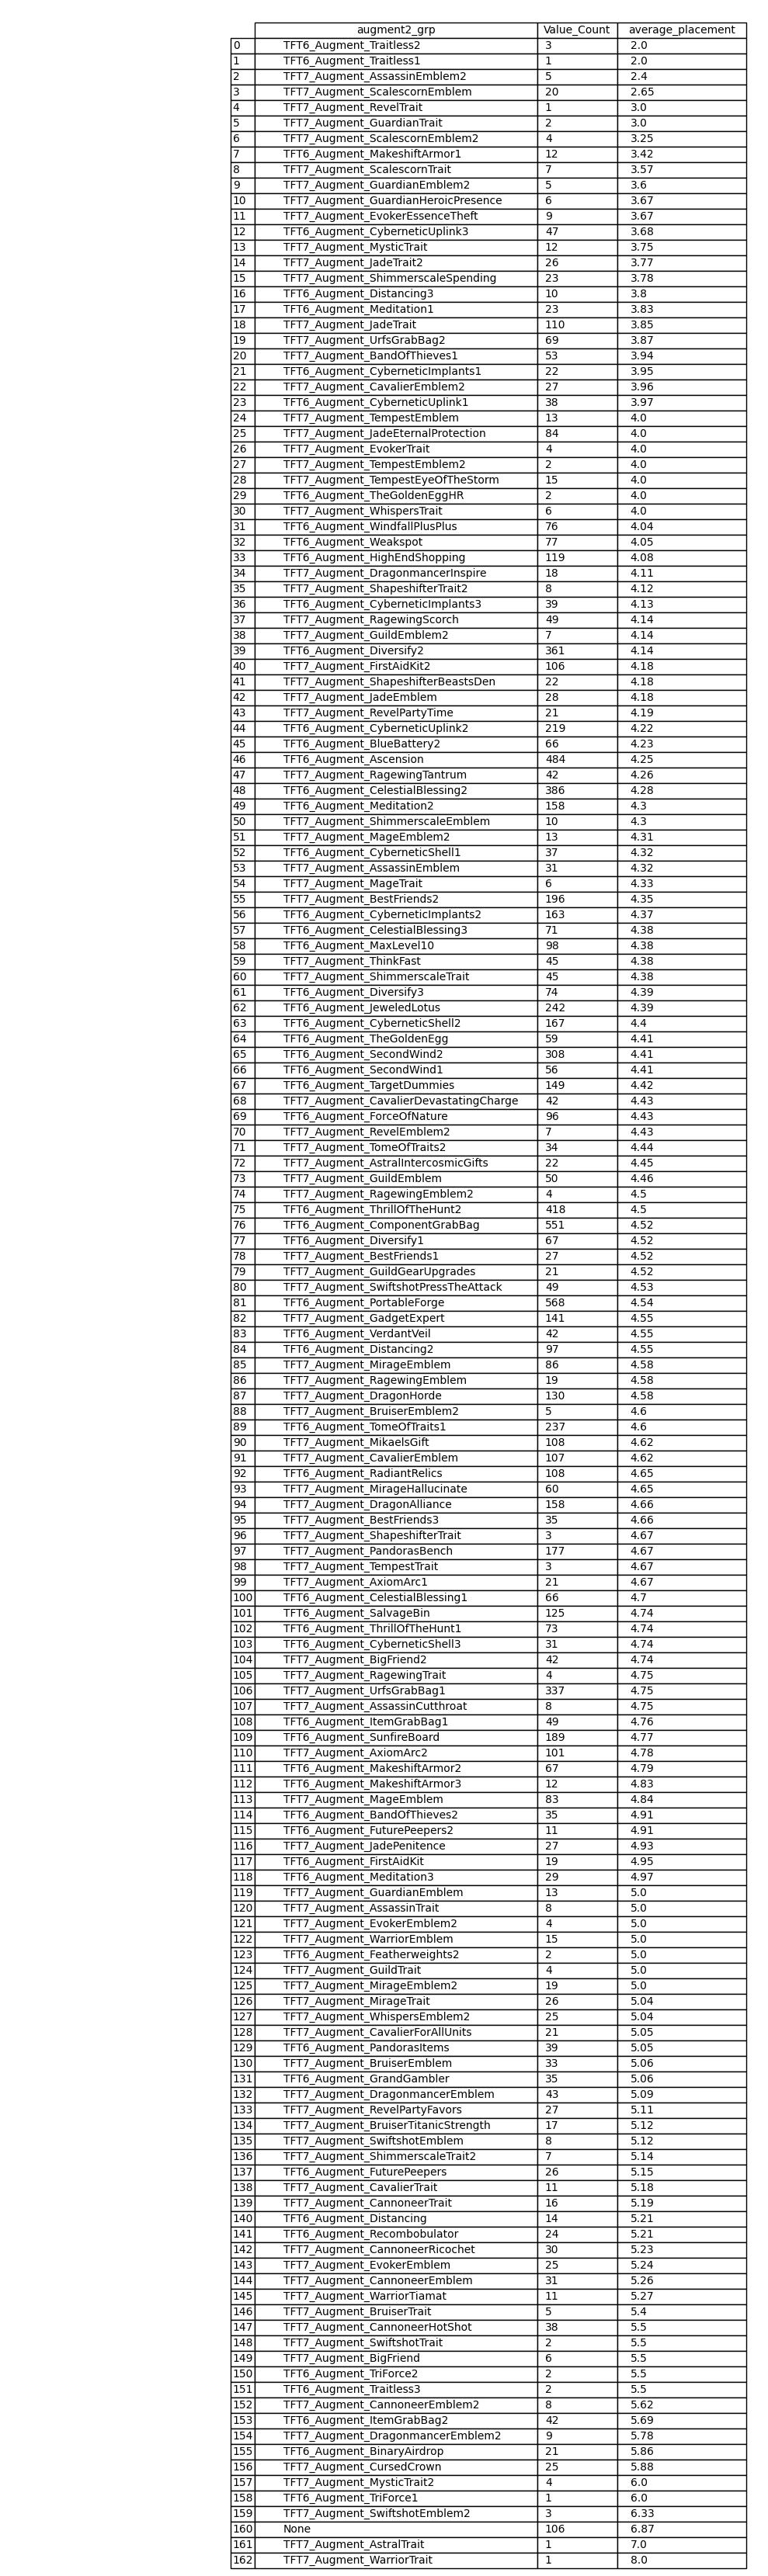 augment2_grp Value_Count average_placement
0 TFT6_Augment_Traitless2 3 2.0
1 TFT6_Augment_Traitless1 1 2.0
2 TFT7_Augment_AssassinEmblem2 5 2.4
3 TFT7_Augment_ScalescornEmblem 20 2.65
4 TFT7_Augment_RevelTrait 1 3.0
5 TFT7_Augment_GuardianTrait 2 3.0
6 TFT7_Augment_ScalescornEmblem2 4 3.25
7 TFT6_Augment_MakeshiftArmor1 12 3.42
8 TFT7_Augment_ScalescornTrait 7 3.57
9 TFT7_Augment_GuardianEmblem2 5 3.6
10 TFT7_Augment_GuardianHeroicPresence 6 3.67
11 TFT7_Augment_EvokerEssenceTheft 9 3.67
12 TFT6_Augment_CyberneticUplink3 47 3.68
13 TFT7_Augment_MysticTrait 12 3.75
14 TFT7_Augment_JadeTrait2 26 3.77
15 TFT7_Augment_ShimmerscaleSpending 23 3.78
16 TFT6_Augment_Distancing3 10 3.8
17 TFT6_Augment_Meditation1 23 3.83
18 TFT7_Augment_JadeTrait 110 3.85
19 TFT7_Augment_UrfsGrabBag2 69 3.87
20 TFT7_Augment_BandOfThieves1 53 3.94
21 TFT6_Augment_CyberneticImplants1 22 3.95
22 TFT7_Augment_CavalierEmblem2 27 3.96
23 TFT6_Augment_CyberneticUplink1 38 3.97
24 TFT7_Augment_TempestEmblem 13 4.0
25 TFT7_Augment_JadeEternalProtection 84 4.0
26 TFT7_Augment_EvokerTrait 4 4.0
27 TFT7_Augment_TempestEmblem2 2 4.0
28 TFT7_Augment_TempestEyeOfTheStorm 15 4.0
29 TFT6_Augment_TheGoldenEggHR 2 4.0
30 TFT7_Augment_WhispersTrait 6 4.0
31 TFT6_Augment_WindfallPlusPlus 76 4.04
32 TFT6_Augment_Weakspot 77 4.05
33 TFT6_Augment_HighEndShopping 119 4.08
34 TFT7_Augment_DragonmancerInspire 18 4.11
35 TFT7_Augment_ShapeshifterTrait2 8 4.12
36 TFT6_Augment_CyberneticImplants3 39 4.13
37 TFT7_Augment_RagewingScorch 49 4.14
38 TFT7_Augment_GuildEmblem2 7 4.14
39 TFT6_Augment_Diversify2 361 4.14
40 TFT7_Augment_FirstAidKit2 106 4.18
41 TFT7_Augment_ShapeshifterBeastsDen 22 4.18
42 TFT7_Augment_JadeEmblem 28 4.18
43 TFT7_Augment_RevelPartyTime 21 4.19
44 TFT6_Augment_CyberneticUplink2 219 4.22
45 TFT6_Augment_BlueBattery2 66 4.23
46 TFT6_Augment_Ascension 484 4.25
47 TFT7_Augment_RagewingTantrum 42 4.26
48 TFT6_Augment_CelestialBlessing2 386 4.28
49 TFT6_Augment_Meditation2 158 4.3
50 TFT7_Augment_ShimmerscaleEmblem 10 4.3
51 TFT7_Augment_MageEmblem2 13 4.31
52 TFT6_Augment_CyberneticShell1 37 4.32
53 TFT7_Augment_AssassinEmblem 31 4.32
54 TFT7_Augment_MageTrait 6 4.33
55 TFT7_Augment_BestFriends2 196 4.35
56 TFT6_Augment_CyberneticImplants2 163 4.37
57 TFT6_Augment_CelestialBlessing3 71 4.38
58 TFT6_Augment_MaxLevel10 98 4.38
59 TFT7_Augment_ThinkFast 45 4.38
60 TFT7_Augment_ShimmerscaleTrait 45 4.38
61 TFT6_Augment_Diversify3 74 4.39
62 TFT6_Augment_JeweledLotus 242 4.39
63 TFT6_Augment_CyberneticShell2 167 4.4
64 TFT6_Augment_TheGoldenEgg 59 4.41
65 TFT6_Augment_SecondWind2 308 4.41
66 TFT6_Augment_SecondWind1 56 4.41
67 TFT6_Augment_TargetDummies 149 4.42
68 TFT7_Augment_CavalierDevastatingCharge 42 4.43
69 TFT6_Augment_ForceOfNature 96 4.43
70 TFT7_Augment_RevelEmblem2 7 4.43
71 TFT7_Augment_TomeOfTraits2 34 4.44
72 TFT7_Augment_AstralIntercosmicGifts 22 4.45
73 TFT7_Augment_GuildEmblem 50 4.46
74 TFT7_Augment_RagewingEmblem2 4 4.5
75 TFT6_Augment_ThrillOfTheHunt2 418 4.5
76 TFT6_Augment_ComponentGrabBag 551 4.52
77 TFT6_Augment_Diversify1 67 4.52
78 TFT7_Augment_BestFriends1 27 4.52
79 TFT7_Augment_GuildGearUpgrades 21 4.52
80 TFT7_Augment_SwiftshotPressTheAttack 49 4.53
81 TFT6_Augment_PortableForge 568 4.54
82 TFT7_Augment_GadgetExpert 141 4.55
83 TFT6_Augment_VerdantVeil 42 4.55
84 TFT6_Augment_Distancing2 97 4.55
85 TFT7_Augment_MirageEmblem 86 4.58
86 TFT7_Augment_RagewingEmblem 19 4.58
87 TFT7_Augment_DragonHorde 130 4.58
88 TFT7_Augment_BruiserEmblem2 5 4.6
89 TFT6_Augment_TomeOfTraits1 237 4.6
90 TFT7_Augment_MikaelsGift 108 4.62
91 TFT7_Augment_CavalierEmblem 107 4.62
92 TFT6_Augment_RadiantRelics 108 4.65
93 TFT7_Augment_MirageHallucinate 60 4.65
94 TFT7_Augment_DragonAlliance 158 4.66
95 TFT7_Augment_BestFriends3 35 4.66
96 TFT7_Augment_ShapeshifterTrait 3 4.67
97 TFT7_Augment_PandorasBench 177 4.67
98 TFT7_Augment_TempestTrait 3 4.67
99 TFT7_Augment_AxiomArc1 21 4.67
100 TFT6_Augment_CelestialBlessing1 66 4.7
101 TFT6_Augment_SalvageBin 125 4.74
102 TFT6_Augment_ThrillOfTheHunt1 73 4.74
103 TFT6_Augment_CyberneticShell3 31 4.74
104 TFT7_Augment_BigFriend2 42 4.74
105 TFT7_Augment_RagewingTrait 4 4.75
106 TFT7_Augment_UrfsGrabBag1 337 4.75
107 TFT7_Augment_AssassinCutthroat 8 4.75
108 TFT6_Augment_ItemGrabBag1 49 4.76
109 TFT6_Augment_SunfireBoard 189 4.77
110 TFT7_Augment_AxiomArc2 101 4.78
111 TFT6_Augment_MakeshiftArmor2 67 4.79
112 TFT6_Augment_MakeshiftArmor3 12 4.83
113 TFT7_Augment_MageEmblem 83 4.84
114 TFT6_Augment_BandOfThieves2 35 4.91
115 TFT7_Augment_FuturePeepers2 11 4.91
116 TFT7_Augment_JadePenitence 27 4.93
117 TFT6_Augment_FirstAidKit 19 4.95
118 TFT6_Augment_Meditation3 29 4.97
119 TFT7_Augment_GuardianEmblem 13 5.0
120 TFT7_Augment_AssassinTrait 8 5.0
121 TFT7_Augment_EvokerEmblem2 4 5.0
122 TFT7_Augment_WarriorEmblem 15 5.0
123 TFT6_Augment_Featherweights2 2 5.0
124 TFT7_Augment_GuildTrait 4 5.0
125 TFT7_Augment_MirageEmblem2 19 5.0
126 TFT7_Augment_MirageTrait 26 5.04
127 TFT7_Augment_WhispersEmblem2 25 5.04
128 TFT7_Augment_CavalierForAllUnits 21 5.05
129 TFT6_Augment_PandorasItems 39 5.05
130 TFT7_Augment_BruiserEmblem 33 5.06
131 TFT6_Augment_GrandGambler 35 5.06
132 TFT7_Augment_DragonmancerEmblem 43 5.09
133 TFT7_Augment_RevelPartyFavors 27 5.11
134 TFT7_Augment_BruiserTitanicStrength 17 5.12
135 TFT7_Augment_SwiftshotEmblem 8 5.12
136 TFT7_Augment_ShimmerscaleTrait2 7 5.14
137 TFT6_Augment_FuturePeepers 26 5.15
138 TFT7_Augment_CavalierTrait 11 5.18
139 TFT7_Augment_CannoneerTrait 16 5.19
140 TFT6_Augment_Distancing 14 5.21
141 TFT6_Augment_Recombobulator 24 5.21
142 TFT7_Augment_CannoneerRicochet 30 5.23
143 TFT7_Augment_EvokerEmblem 25 5.24
144 TFT7_Augment_CannoneerEmblem 31 5.26
145 TFT7_Augment_WarriorTiamat 11 5.27
146 TFT7_Augment_BruiserTrait 5 5.4
147 TFT7_Augment_CannoneerHotShot 38 5.5
148 TFT7_Augment_SwiftshotTrait 2 5.5
149 TFT7_Augment_BigFriend 6 5.5
150 TFT6_Augment_TriForce2 2 5.5
151 TFT6_Augment_Traitless3 2 5.5
152 TFT7_Augment_CannoneerEmblem2 8 5.62
153 TFT6_Augment_ItemGrabBag2 42 5.69
154 TFT7_Augment_DragonmancerEmblem2 9 5.78
155 TFT6_Augment_BinaryAirdrop 21 5.86
156 TFT7_Augment_CursedCrown 25 5.88
157 TFT7_Augment_MysticTrait2 4 6.0
158 TFT6_Augment_TriForce1 1 6.0
159 TFT7_Augment_SwiftshotEmblem2 3 6.33
160 None 106 6.87
161 TFT7_Augment_AstralTrait 1 7.0
162 TFT7_Augment_WarriorTrait 1 8.0